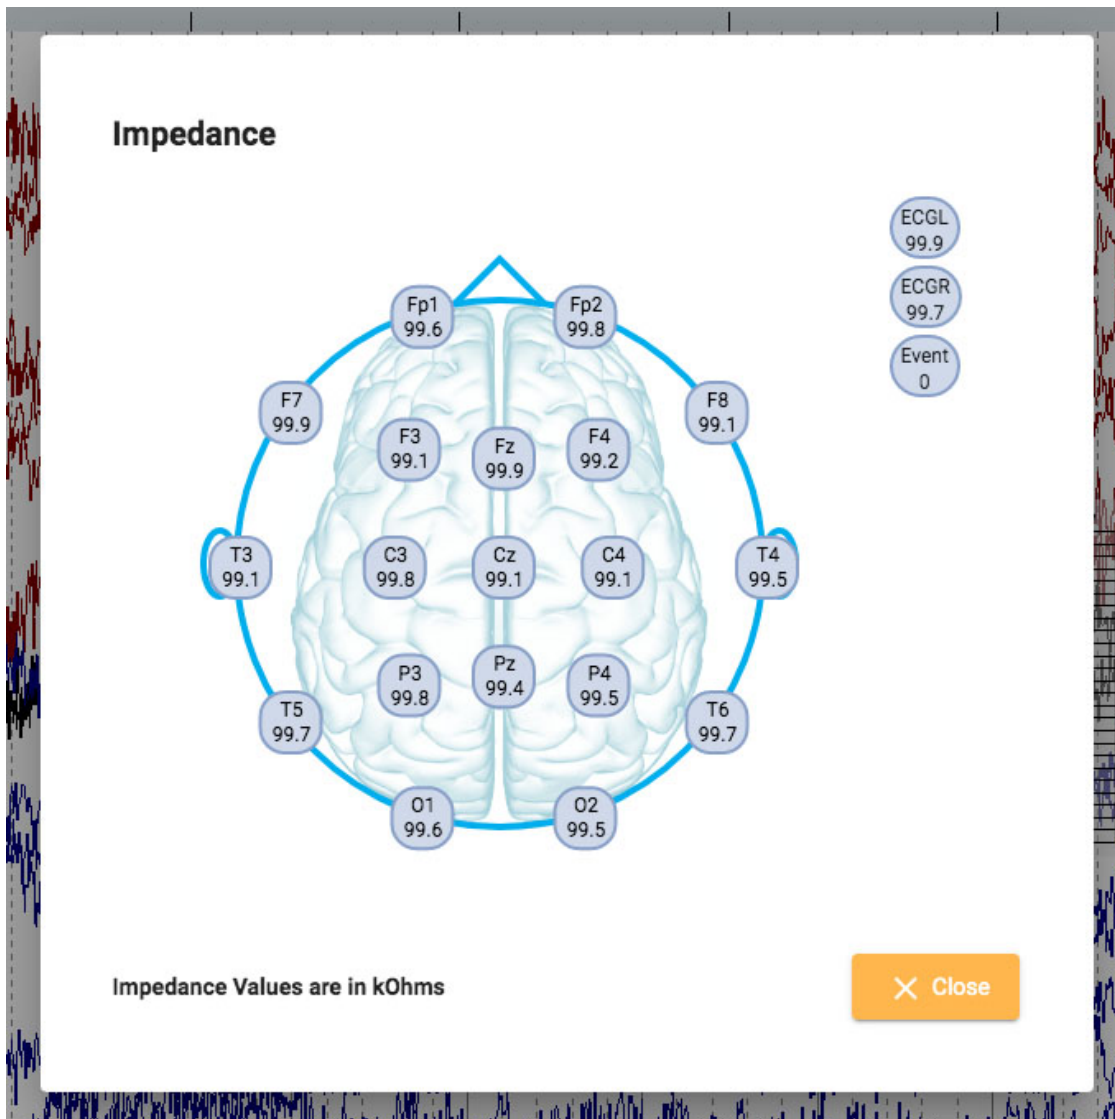 Impedance
ECGL
99.9
ECGR
99.7
Event
0
Fp1
99.6
Fp2
99.8
F7
99.9
F8
99.1
F3
99.1
Fz
99.9
F4
99.2
T3
99.1
C3
99.8
Cz
99.1
C4
99.1
T4
99.5
P3
99.8
Pz
99.4
P4
99.5
T5
99.7
T6
99.7
O1
99.6
O2
99.5
Impedance Values are in kOhms
Close